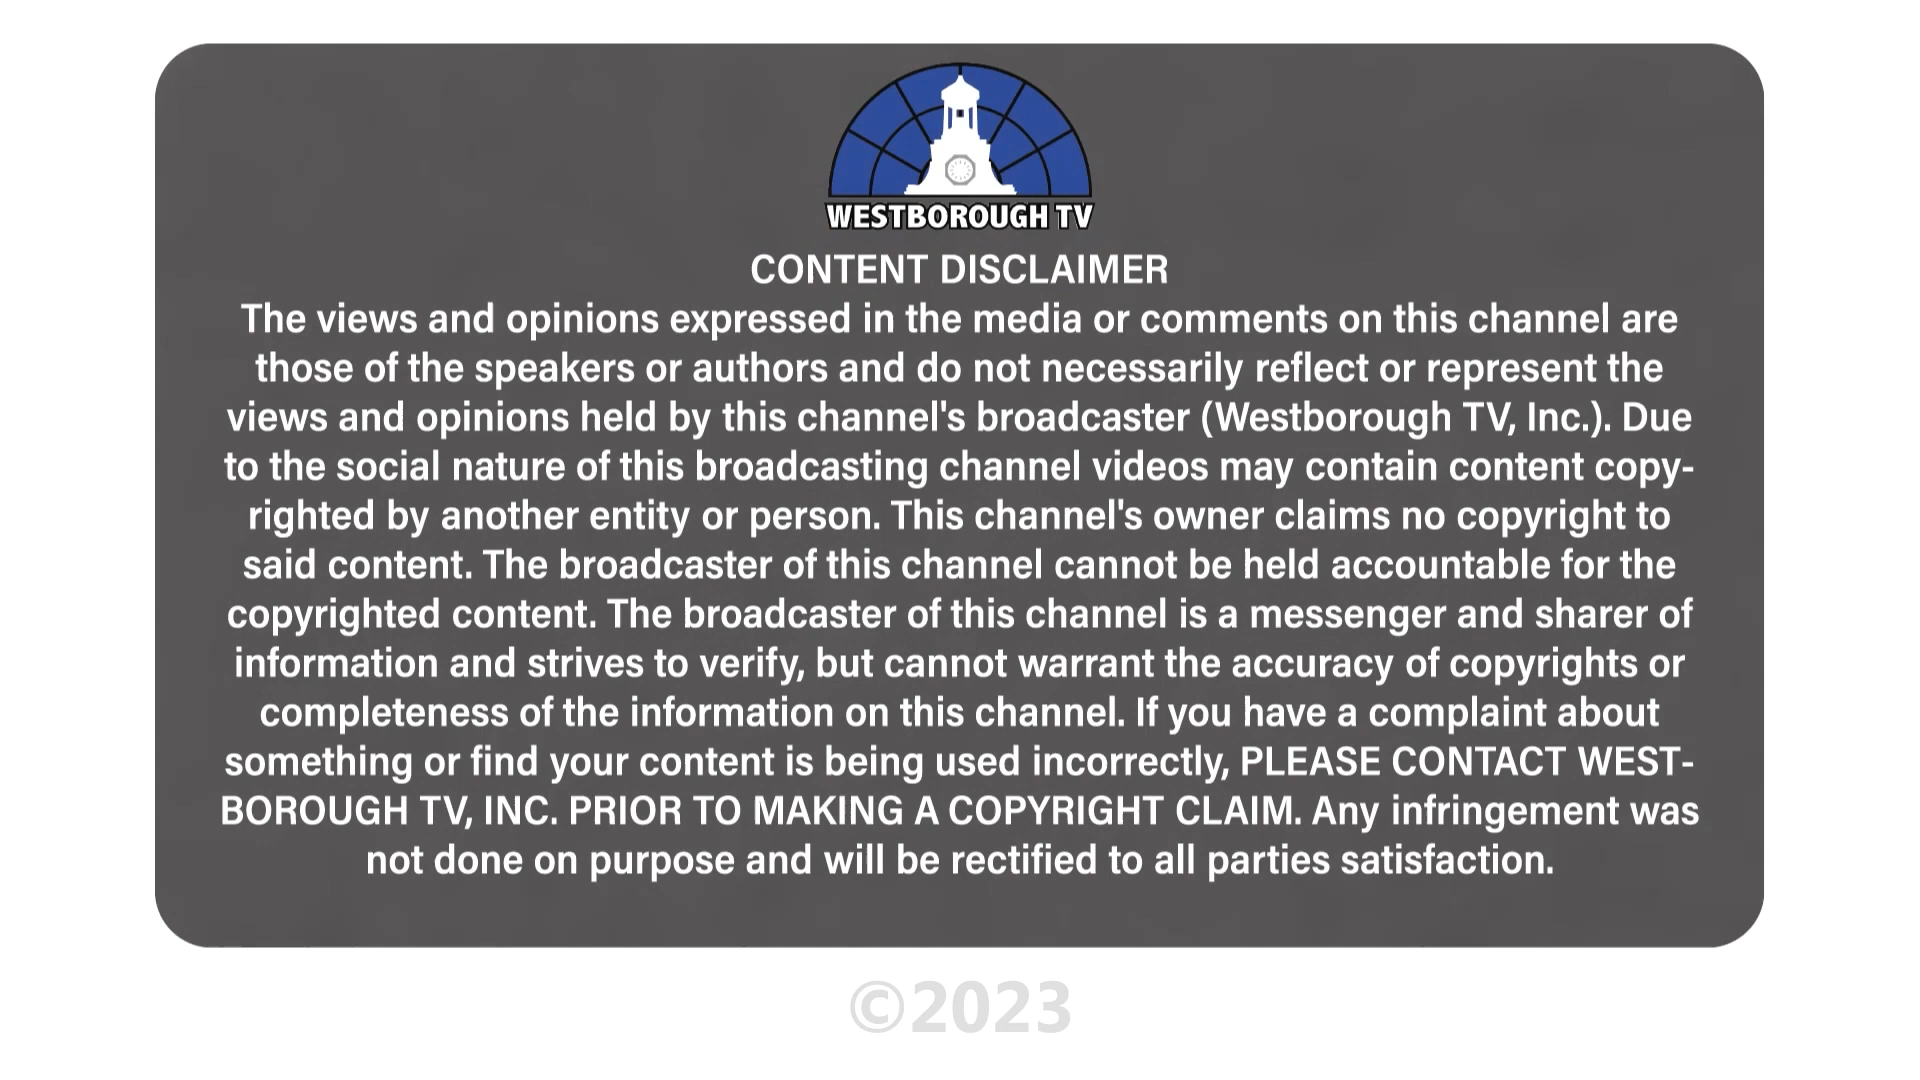 WESTBOROUGH TV
CONTENT DISCLAIMER
The views and opinions expressed in the media or comments on this channel are
those of the speakers or authors and do not necessarily reflect or represent the
views and opinions held by this channel's broadcaster (Westborough TV, Inc.). Due
to the social nature of this broadcasting channel videos may contain content copy-
righted by another entity or person. This channel's owner claims no copyright to
said content. The broadcaster of this channel cannot be held accountable for the
copyrighted content. The broadcaster of this channel is a messenger and sharer of
information and strives to verify, but cannot warrant the accuracy of copyrights or
completeness of the information on this channel. If you have a complaint about
something or find your content is being used incorrectly, PLEASE CONTACT WEST-
BOROUGH TV, INC. PRIOR TO MAKING A COPYRIGHT CLAIM. Any infringement was
not done on purpose and will be rectified to all parties satisfaction.
©2023